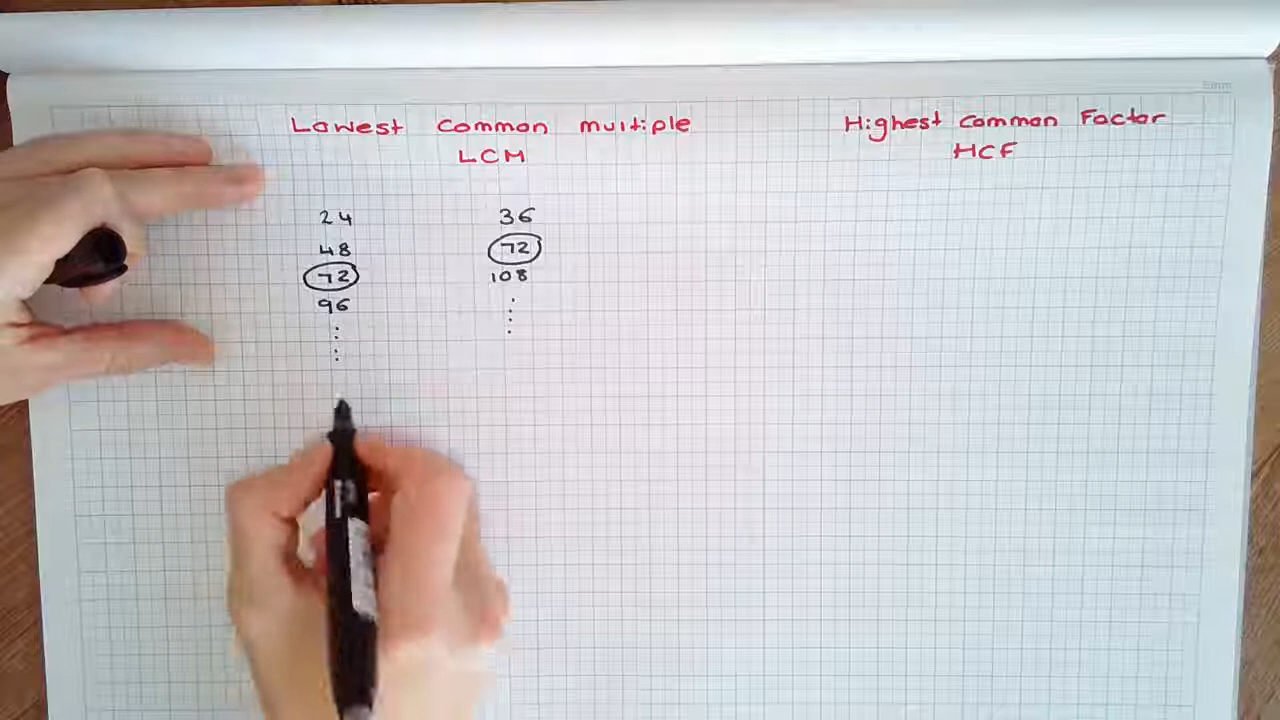 Lowest common multiple
LCM
Highest Common Factor
HCF
24
48
72
96
36
72
108